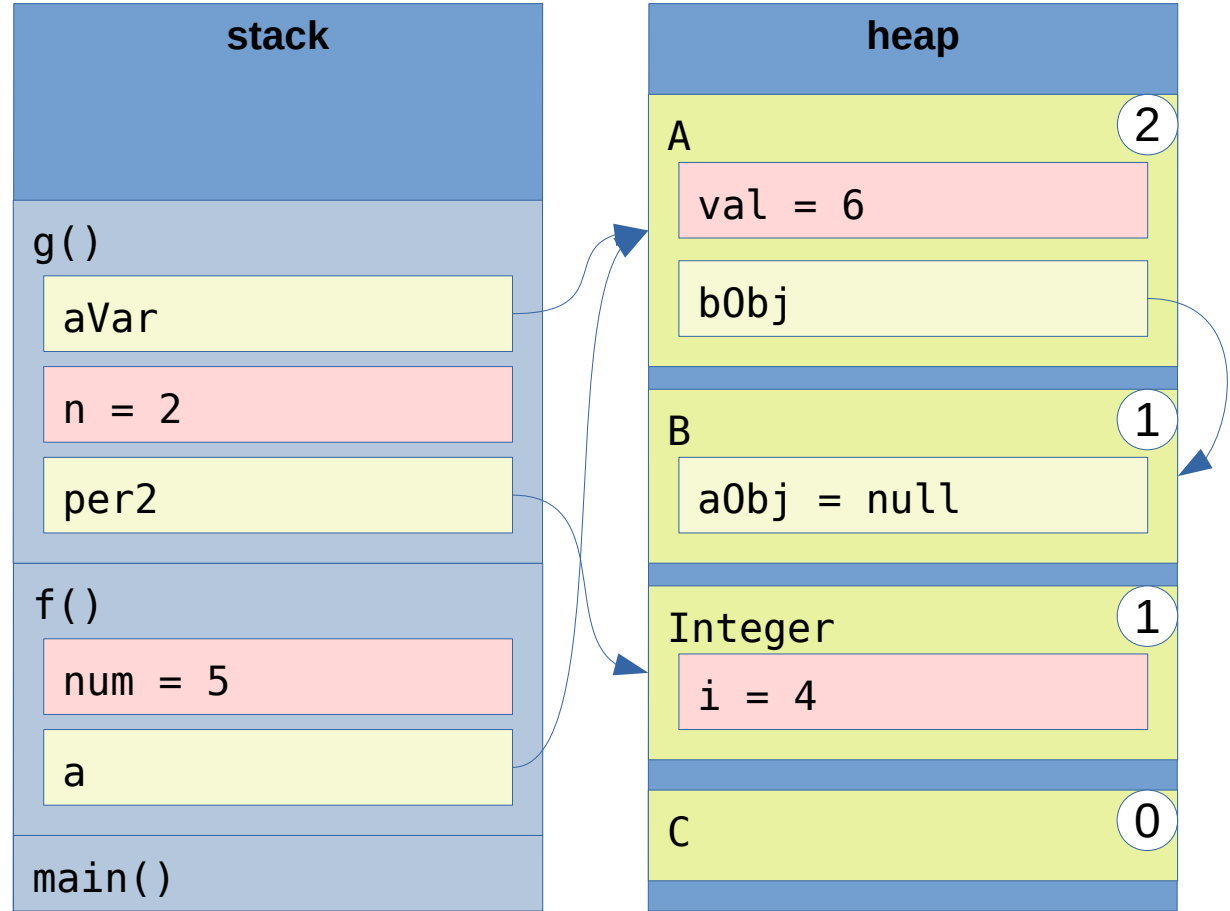 stack
g()
aVar
n = 2
per2
f()
num = 5
a
main()
heap
A
2
val = 6
bObj
B
1
aObj = null
Integer
1
i = 4
C
0